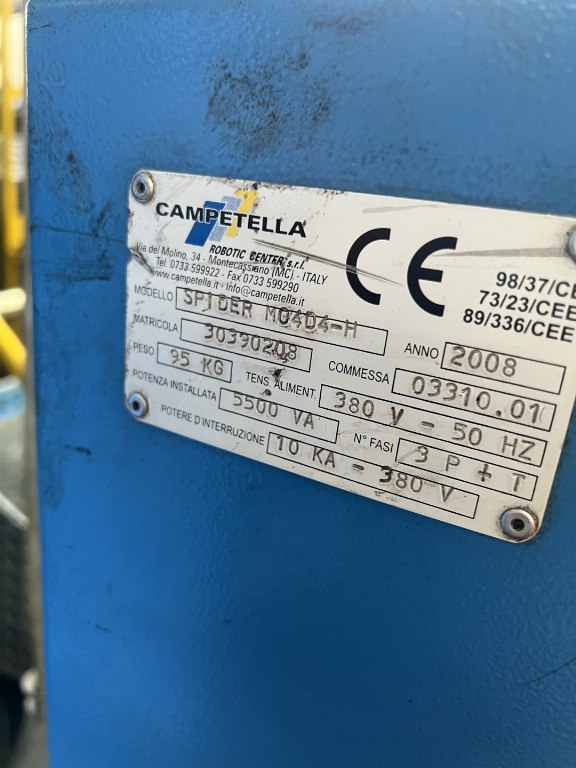 CAMPETELLA
ROBOTIC CENTER s.r.l.
Via del Molino, 34 - Montecassiano (MC) - ITALY
Tel. 0733 599922 - Fax 0733 599290
www.campetella.it - info@campetella.it
CE
98/37/CE
73/23/CEE
89/336/CEE
MODELLO SPIDER M04D4-H
MATRICOLA 30390208 ANNO 2008
PESO 95 KG COMMESSA 03310.01
POTENZA INSTALLATA 5500 VA TENS ALIMENT. 380 V - 50 HZ
POTERE D'INTERRUZIONE 10 KA - 380 V N° FASI 3 P + T